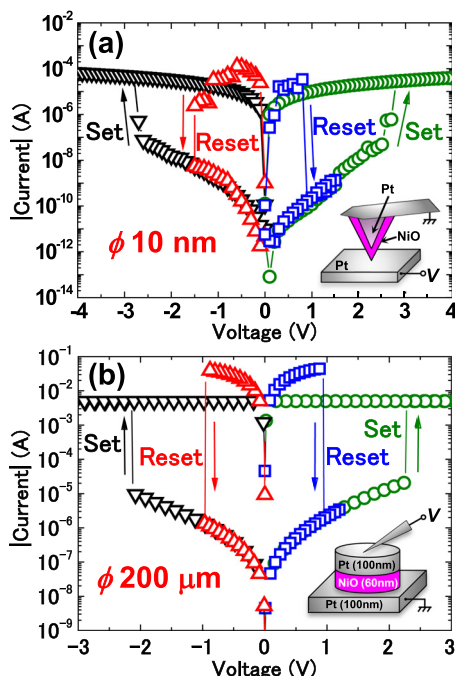 (a)
|Current| (A)
10⁻²
10⁻⁴
10⁻⁶
10⁻⁸
10⁻¹⁰
10⁻¹²
10⁻¹⁴
Set
Reset
Reset
Set
ϕ 10 nm
Pt
NiO
Pt
V
-4 -3 -2 -1 0 1 2 3 4
Voltage (V)
(b)
|Current| (A)
10⁻¹
10⁻³
10⁻⁴
10⁻⁵
10⁻⁶
10⁻⁷
10⁻⁸
10⁻⁹
Set
Reset
Reset
Set
ϕ 200 μm
V
Pt (100nm)
NiO (60nm)
Pt (100nm)
-3 -2 -1 0 1 2 3
Voltage (V)